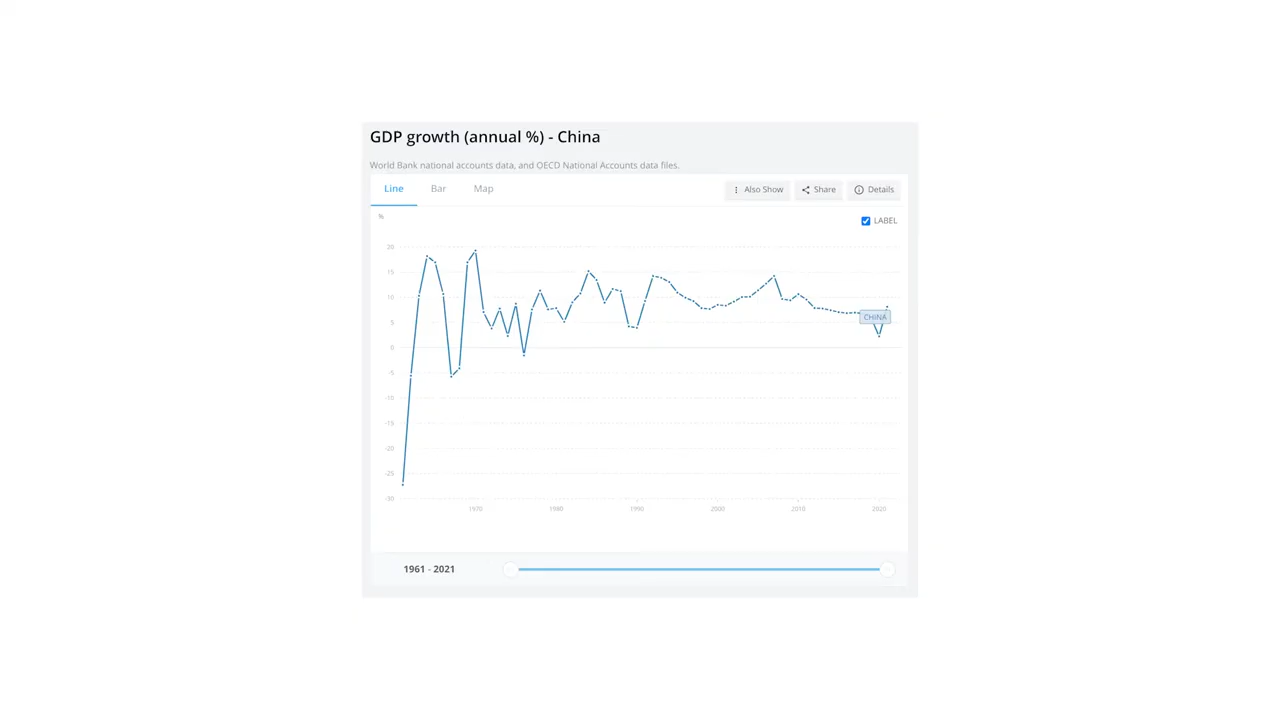 GDP growth (annual %) - China
World Bank national accounts data, and OECD National Accounts data files.
Line Bar Map Also Show Share Details
%
LABEL
20
15
10
5
CHINA
0
-5
-10
-15
-20
-25
-30
1970 1980 1990 2000 2010 2020
1961 - 2021